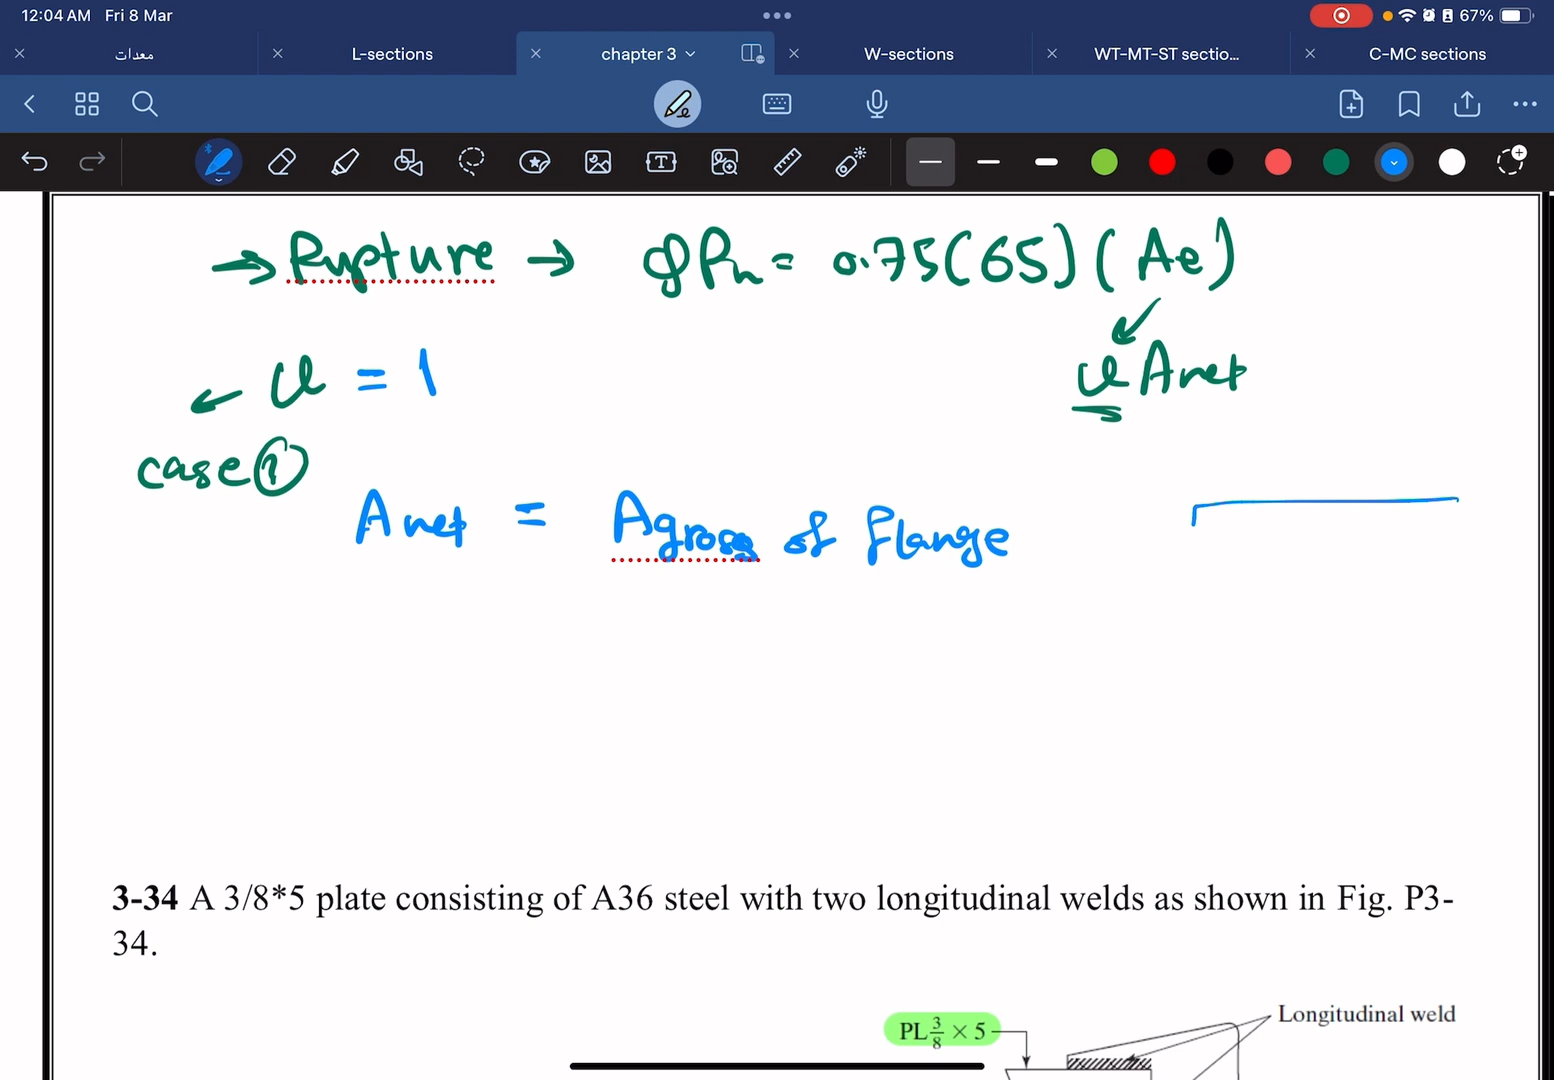 12:04 AM Fri 8 Mar 67%
معدات L-sections chapter 3 W-sections WT-MT-ST sectio... C-MC sections
→ Rupture → φPn = 0.75(65)(Ae)
U = 1 U Anet
case ①
Anet = Agross of flange
3-34 A 3/8*5 plate consisting of A36 steel with two longitudinal welds as shown in Fig. P3-
34.
Longitudinal weld
PL 3/8 × 5